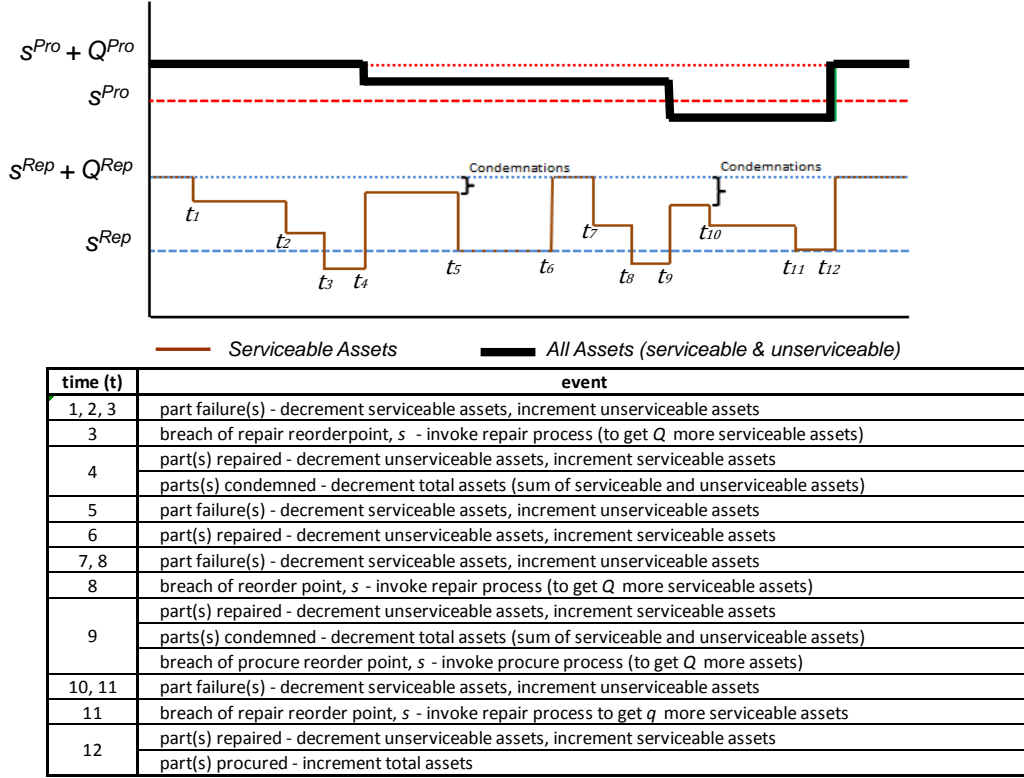 s^Pro + Q^Pro
s^Pro
s^Rep + Q^Rep
Condemnations
Condemnations
s^Rep
t1
t2
t3
t4
t5
t6
t7
t8
t9
t10
t11
t12
Serviceable Assets
All Assets (serviceable & unserviceable)
time (t) event
1, 2, 3 part failure(s) - decrement serviceable assets, increment unserviceable assets
3 breach of repair reorderpoint, s - invoke repair process (to get Q more serviceable assets)
4 part(s) repaired - decrement unserviceable assets, increment serviceable assets
parts(s) condemned - decrement total assets (sum of serviceable and unserviceable assets)
5 part failure(s) - decrement serviceable assets, increment unserviceable assets
6 part(s) repaired - decrement unserviceable assets, increment serviceable assets
7, 8 part failure(s) - decrement serviceable assets, increment unserviceable assets
8 breach of reorder point, s - invoke repair process (to get Q more serviceable assets)
9 part(s) repaired - decrement unserviceable assets, increment serviceable assets
parts(s) condemned - decrement total assets (sum of serviceable and unserviceable assets)
breach of procure reorder point, s - invoke procure process (to get Q more assets)
10, 11 part failure(s) - decrement serviceable assets, increment unserviceable assets
11 breach of repair reorder point, s - invoke repair process to get q more serviceable assets
12 part(s) repaired - decrement unserviceable assets, increment serviceable assets
part(s) procured - increment total assets